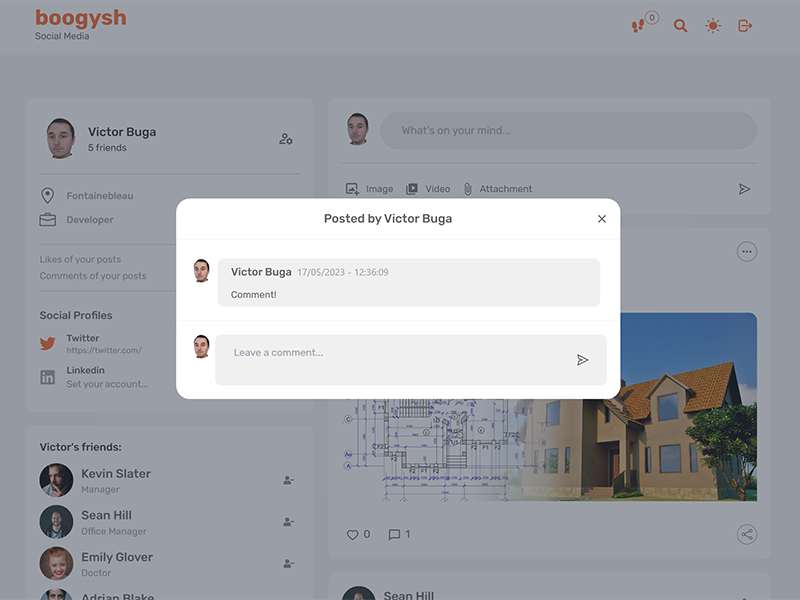 boogysh
Social Media
0
Victor Buga
5 friends
What's on your mind...
Image
Video
Attachment
Fontainebleau
Developer
Likes of your posts
Comments of your posts
Social Profiles
Twitter
https://twitter.com/
Linkedin
Set your account...
Posted by Victor Buga
Victor Buga 17/05/2023 - 12:36:09
Comment!
Leave a comment...
Victor's friends:
Kevin Slater
Manager
Sean Hill
Office Manager
Emily Glover
Doctor
Adrian Blake
0
1
Sean Hill